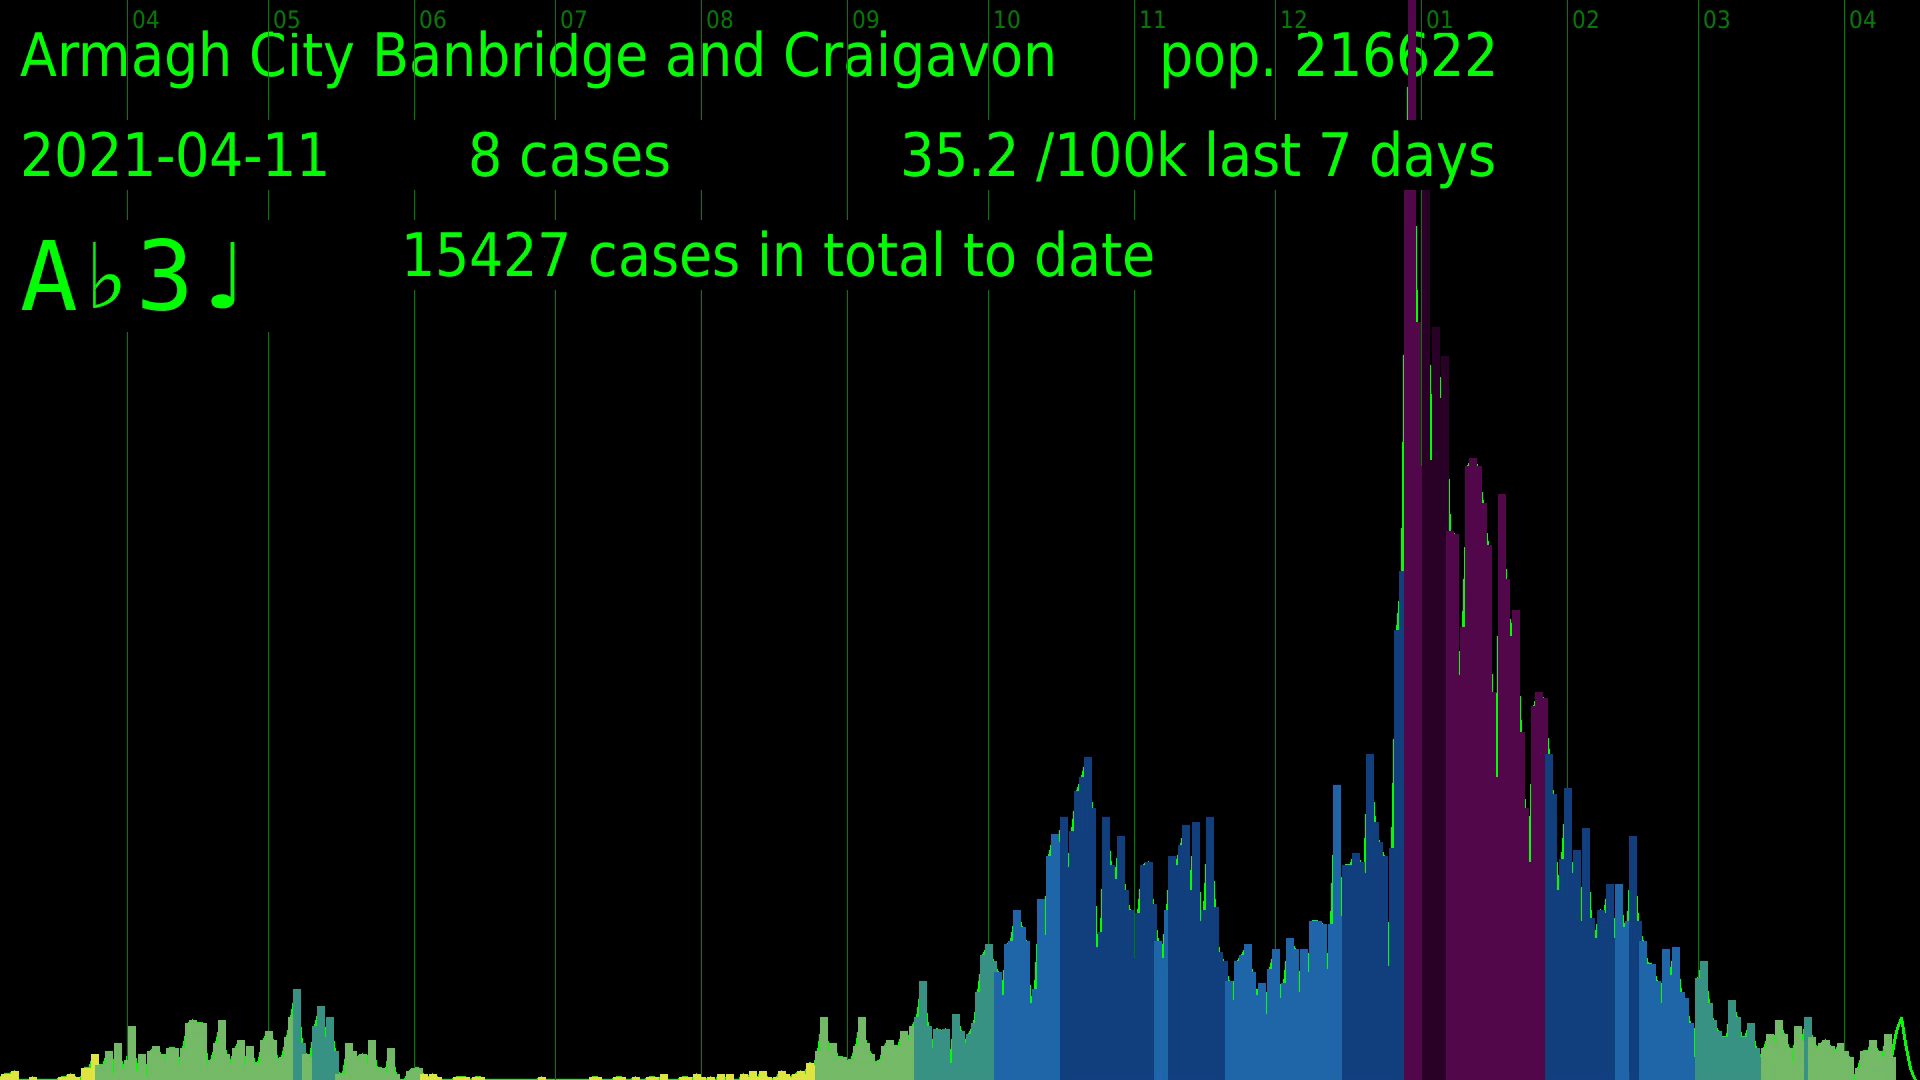 04 05 06 07 08 09 10 11 12 01 02 03 04
Armagh City Banbridge and Craigavon pop. 216622
2021-04-11 8 cases 35.2 /100k last 7 days
A♭3♩ 15427 cases in total to date